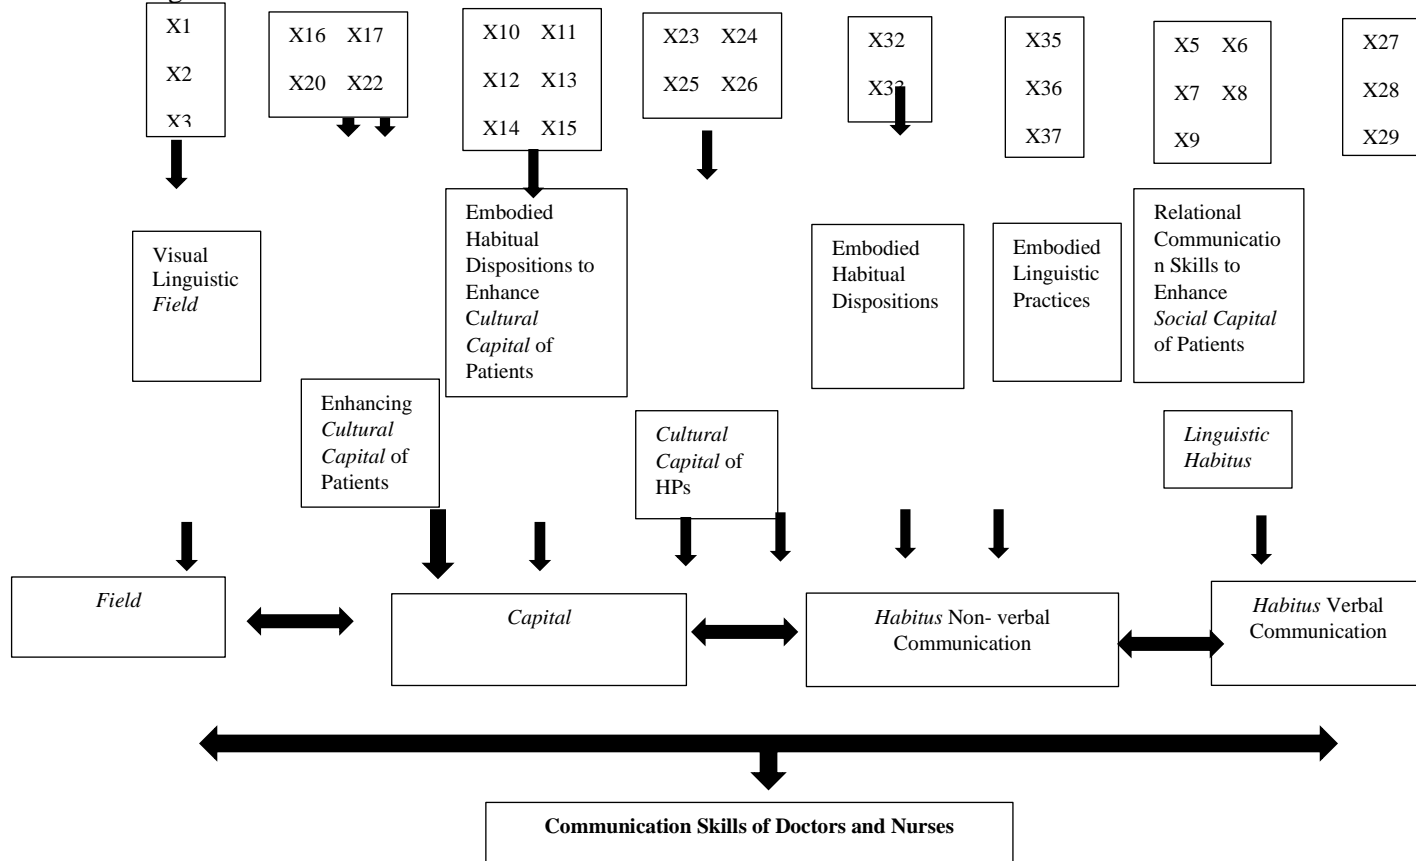 X1
X2
X3
X16 X17
X20 X22
X10 X11
X12 X13
X14 X15
X23 X24
X25 X26
X32
X33
X35
X36
X37
X5 X6
X7 X8
X9
X27
X28
X29
Visual
Linguistic
Field
Embodied
Habitual
Dispositions to
Enhance
Cultural
Capital of
Patients
Embodied
Habitual
Dispositions
Embodied
Linguistic
Practices
Relational
Communicatio
n Skills to
Enhance
Social Capital
of Patients
Enhancing
Cultural
Capital of
Patients
Cultural
Capital of
HPs
Linguistic
Habitus
Field
Capital
Habitus Non- verbal
Communication
Habitus Verbal
Communication
Communication Skills of Doctors and Nurses